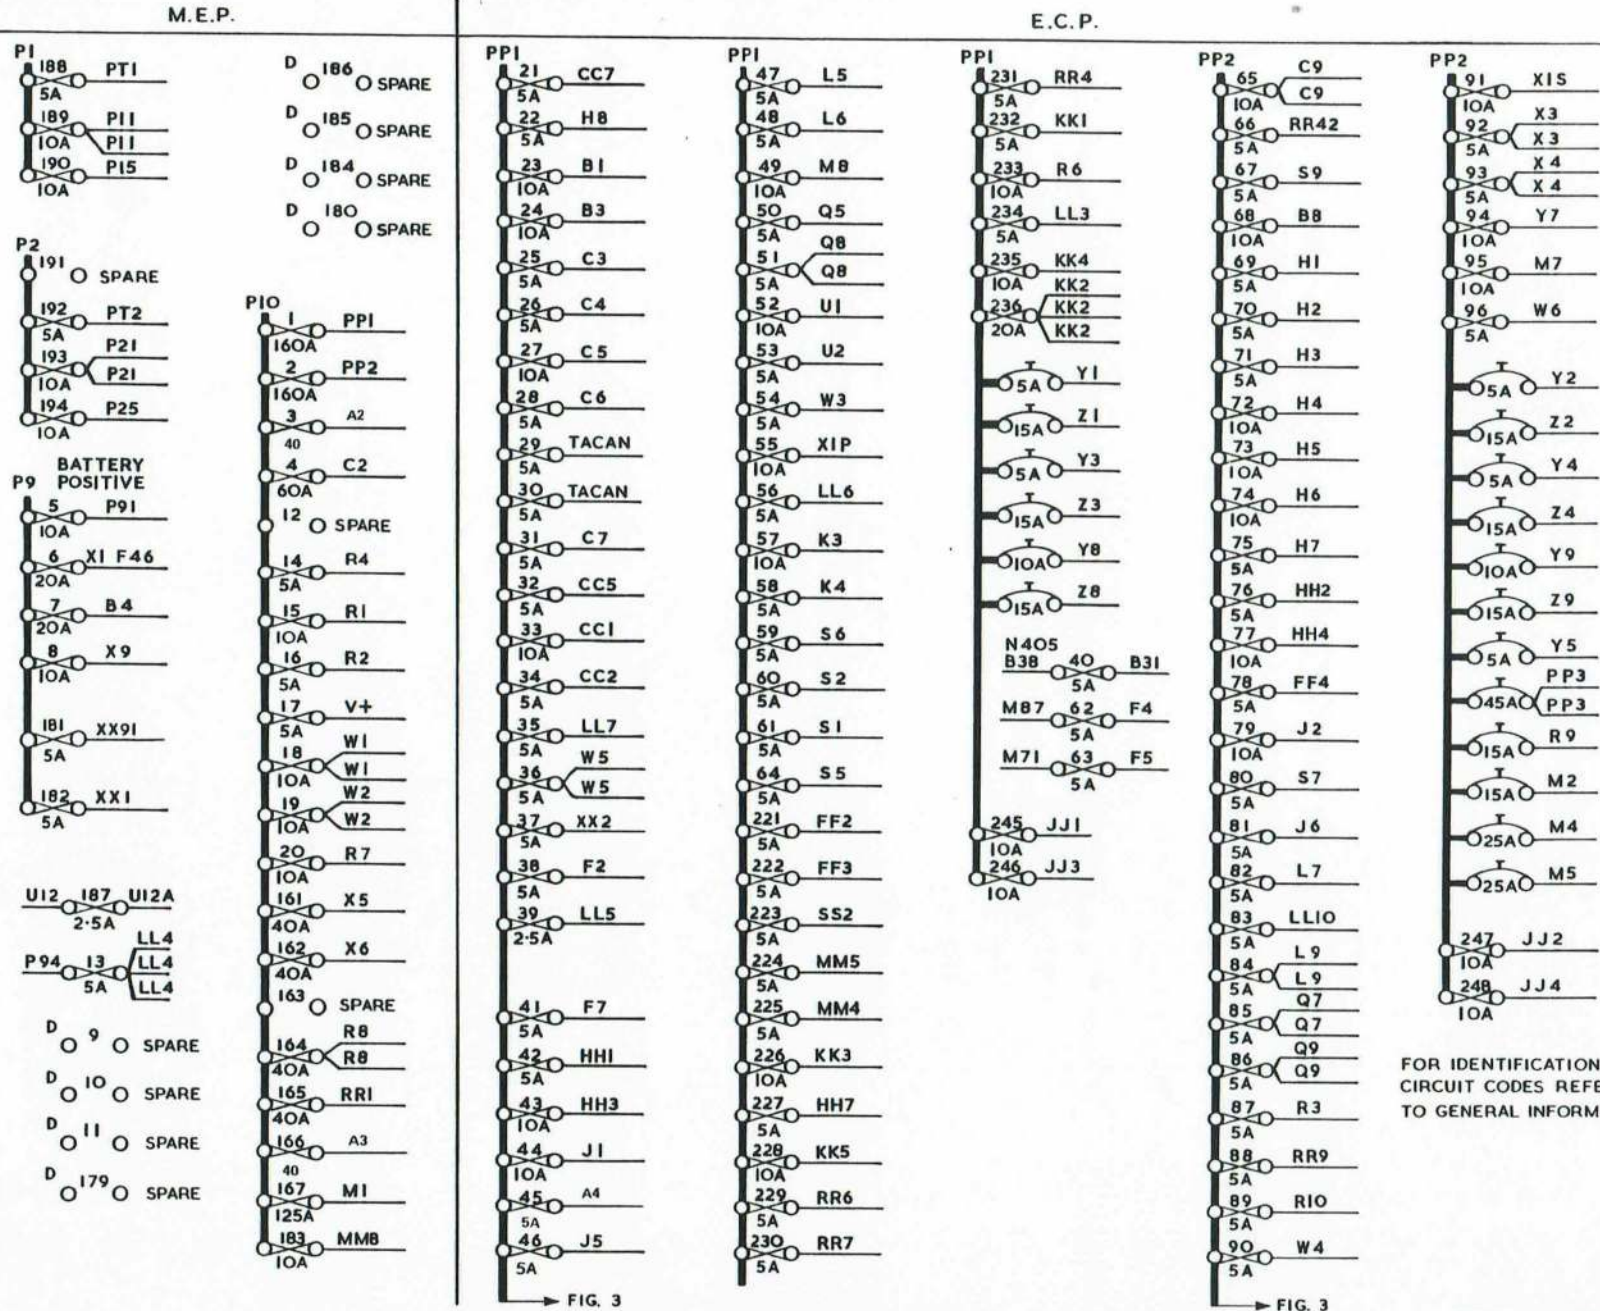 M.E.P.
E.C.P.
P1
188 PT1
5A
189 P11
10A P11
190 P15
10A
P2
191 SPARE
192 PT2
5A
193 P21
10A P21
194 P25
10A
BATTERY
P9 POSITIVE
5 P91
10A
6 X1 F46
20A
7 B4
20A
8 X9
10A
181 XX91
5A
182 XX1
5A
U12 187 U12A
2·5A
LL4
P94 13 LL4
5A LL4
D 9 SPARE
D 10 SPARE
D 11 SPARE
D 179 SPARE
D 186 SPARE
D 185 SPARE
D 184 SPARE
D 180 SPARE
P10
1 PP1
160A
2 PP2
160A
3 A2
40
4 C2
60A
12 SPARE
14 R4
5A
15 R1
10A
16 R2
5A
17 V+
5A
18 W1
10A W1
19 W2
10A W2
20 R7
10A
161 X5
40A
162 X6
40A
163 SPARE
164 R8
40A R8
165 RR1
40A
166 A3
40
167 M1
125A
183 MM8
10A
PP1
21 CC7
5A
22 H8
5A
23 B1
10A
24 B3
10A
25 C3
5A
26 C4
5A
27 C5
10A
28 C6
5A
29 TACAN
5A
30 TACAN
5A
31 C7
5A
32 CC5
5A
33 CC1
10A
34 CC2
5A
35 LL7
5A
36 W5
5A W5
37 XX2
5A
38 F2
5A
39 LL5
2·5A
41 F7
5A
42 HH1
5A
43 HH3
10A
44 J1
10A
45 A4
5A
46 J5
5A
FIG. 3
PP1
47 L5
5A
48 L6
5A
49 M8
10A
50 Q5
5A
51 Q8
5A Q8
52 U1
10A
53 U2
5A
54 W3
5A
55 X1P
10A
56 LL6
5A
57 K3
10A
58 K4
5A
59 S6
5A
60 S2
5A
61 S1
5A
64 S5
5A
221 FF2
5A
222 FF3
5A
223 SS2
5A
224 MM5
5A
225 MM4
5A
226 KK3
10A
227 HH7
5A
228 KK5
10A
229 RR6
5A
230 RR7
5A
PP1
231 RR4
5A
232 KK1
5A
233 R6
10A
234 LL3
5A
235 KK4
10A KK2
236 KK2
20A KK2
5A Y1
15A Z1
5A Y3
15A Z3
10A Y8
15A Z8
N405
B38 40 B31
5A
M87 62 F4
5A
M71 63 F5
5A
245 JJ1
10A
246 JJ3
10A
PP2
65 C9
10A C9
66 RR42
5A
67 S9
5A
68 B8
10A
69 H1
5A
70 H2
5A
71 H3
5A
72 H4
10A
73 H5
10A
74 H6
10A
75 H7
5A
76 HH2
5A
77 HH4
10A
78 FF4
5A
79 J2
10A
80 S7
5A
81 J6
5A
82 L7
5A
83 LL10
5A
84 L9
5A L9
85 Q7
5A Q7
86 Q9
5A Q9
87 R3
5A
88 RR9
5A
89 R10
5A
90 W4
5A
FIG. 3
PP2
91 X1S
10A
92 X3
5A X3
93 X4
5A X4
94 Y7
10A
95 M7
10A
96 W6
5A
5A Y2
15A Z2
5A Y4
15A Z4
10A Y9
15A Z9
5A Y5
45A PP3
PP3
15A R9
15A M2
25A M4
25A M5
247 JJ2
10A
248 JJ4
10A
FOR IDENTIFICATION
CIRCUIT CODES REFE
TO GENERAL INFORM